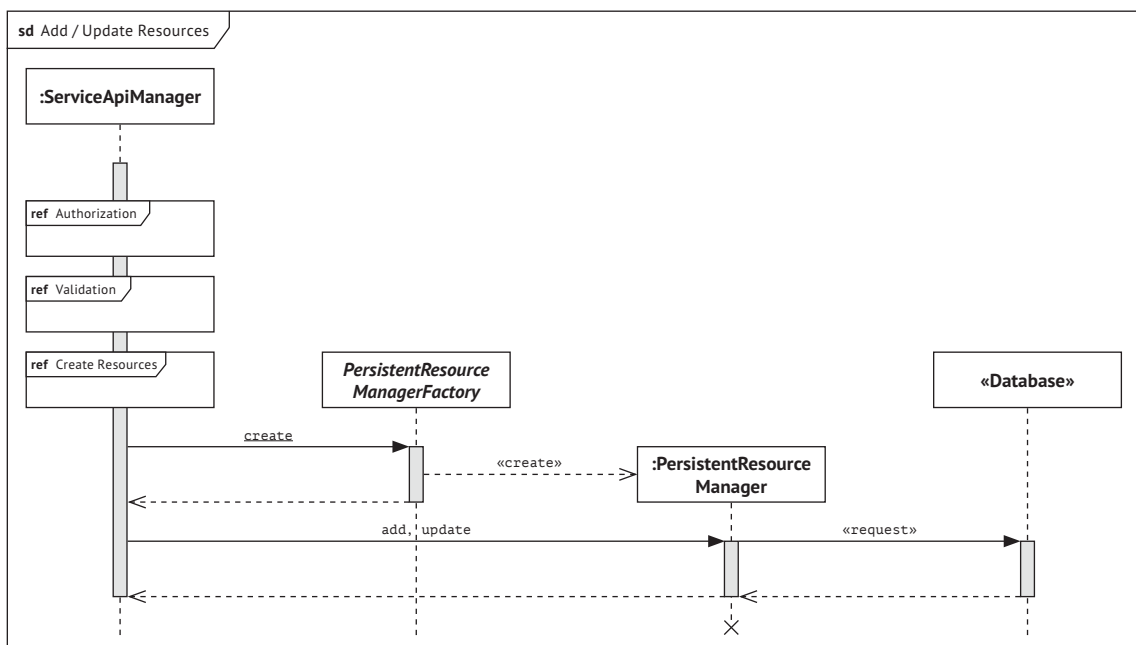 sd Add / Update Resources
:ServiceApiManager
ref Authorization
ref Validation
ref Create Resources
PersistentResource
ManagerFactory
«Database»
create
«create»
:PersistentResource
Manager
add, update
«request»